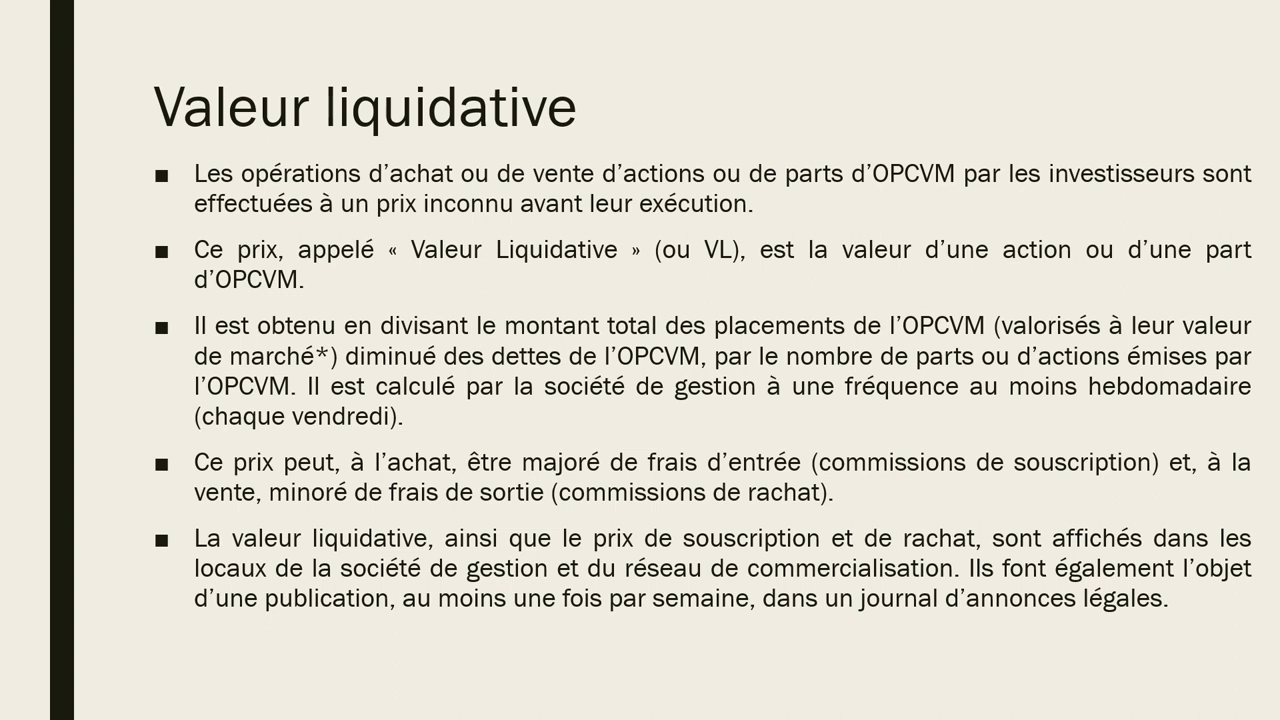 Valeur liquidative
■ Les opérations d’achat ou de vente d’actions ou de parts d’OPCVM par les investisseurs sont
effectuées à un prix inconnu avant leur exécution.
■ Ce prix, appelé « Valeur Liquidative » (ou VL), est la valeur d’une action ou d’une part
d’OPCVM.
■ Il est obtenu en divisant le montant total des placements de l’OPCVM (valorisés à leur valeur
de marché*) diminué des dettes de l’OPCVM, par le nombre de parts ou d’actions émises par
l’OPCVM. Il est calculé par la société de gestion à une fréquence au moins hebdomadaire
(chaque vendredi).
■ Ce prix peut, à l’achat, être majoré de frais d’entrée (commissions de souscription) et, à la
vente, minoré de frais de sortie (commissions de rachat).
■ La valeur liquidative, ainsi que le prix de souscription et de rachat, sont affichés dans les
locaux de la société de gestion et du réseau de commercialisation. Ils font également l’objet
d’une publication, au moins une fois par semaine, dans un journal d’annonces légales.